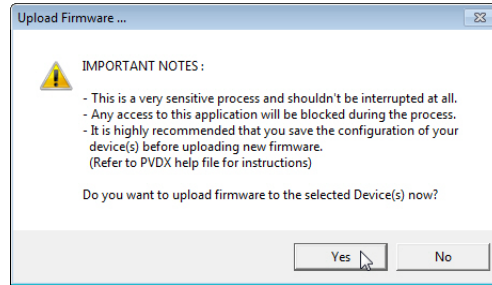 Upload Firmware ...
IMPORTANT NOTES :
- This is a very sensitive process and shouldn't be interrupted at all.
- Any access to this application will be blocked during the process.
- It is highly recommended that you save the configuration of your
device(s) before uploading new firmware.
(Refer to PVDX help file for instructions)
Do you want to upload firmware to the selected Device(s) now?
Yes
No